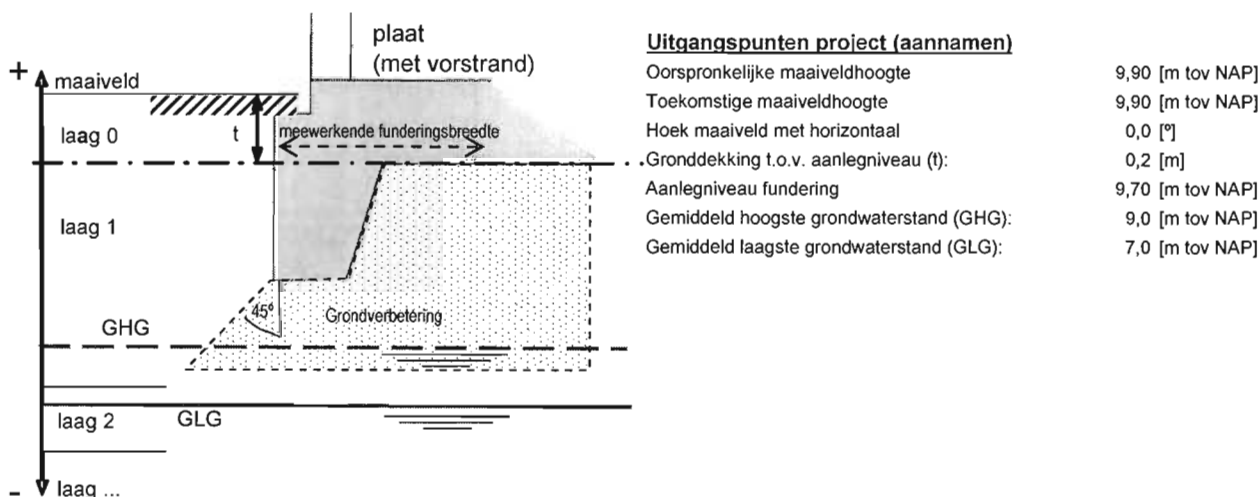 plaat
(met vorstrand)
+
maaiveld
laag 0
t
meewerkende funderingsbreedte
laag 1
45°
Grondverbetering
GHG
laag 2
GLG
-
laag ...
Uitgangspunten project (aannamen)
Oorspronkelijke maaiveldhoogte 9,90 [m tov NAP]
Toekomstige maaiveldhoogte 9,90 [m tov NAP]
Hoek maaiveld met horizontaal 0,0 [º]
Gronddekking t.o.v. aanlegniveau (t): 0,2 [m]
Aanlegniveau fundering 9,70 [m tov NAP]
Gemiddeld hoogste grondwaterstand (GHG): 9,0 [m tov NAP]
Gemiddeld laagste grondwaterstand (GLG): 7,0 [m tov NAP]